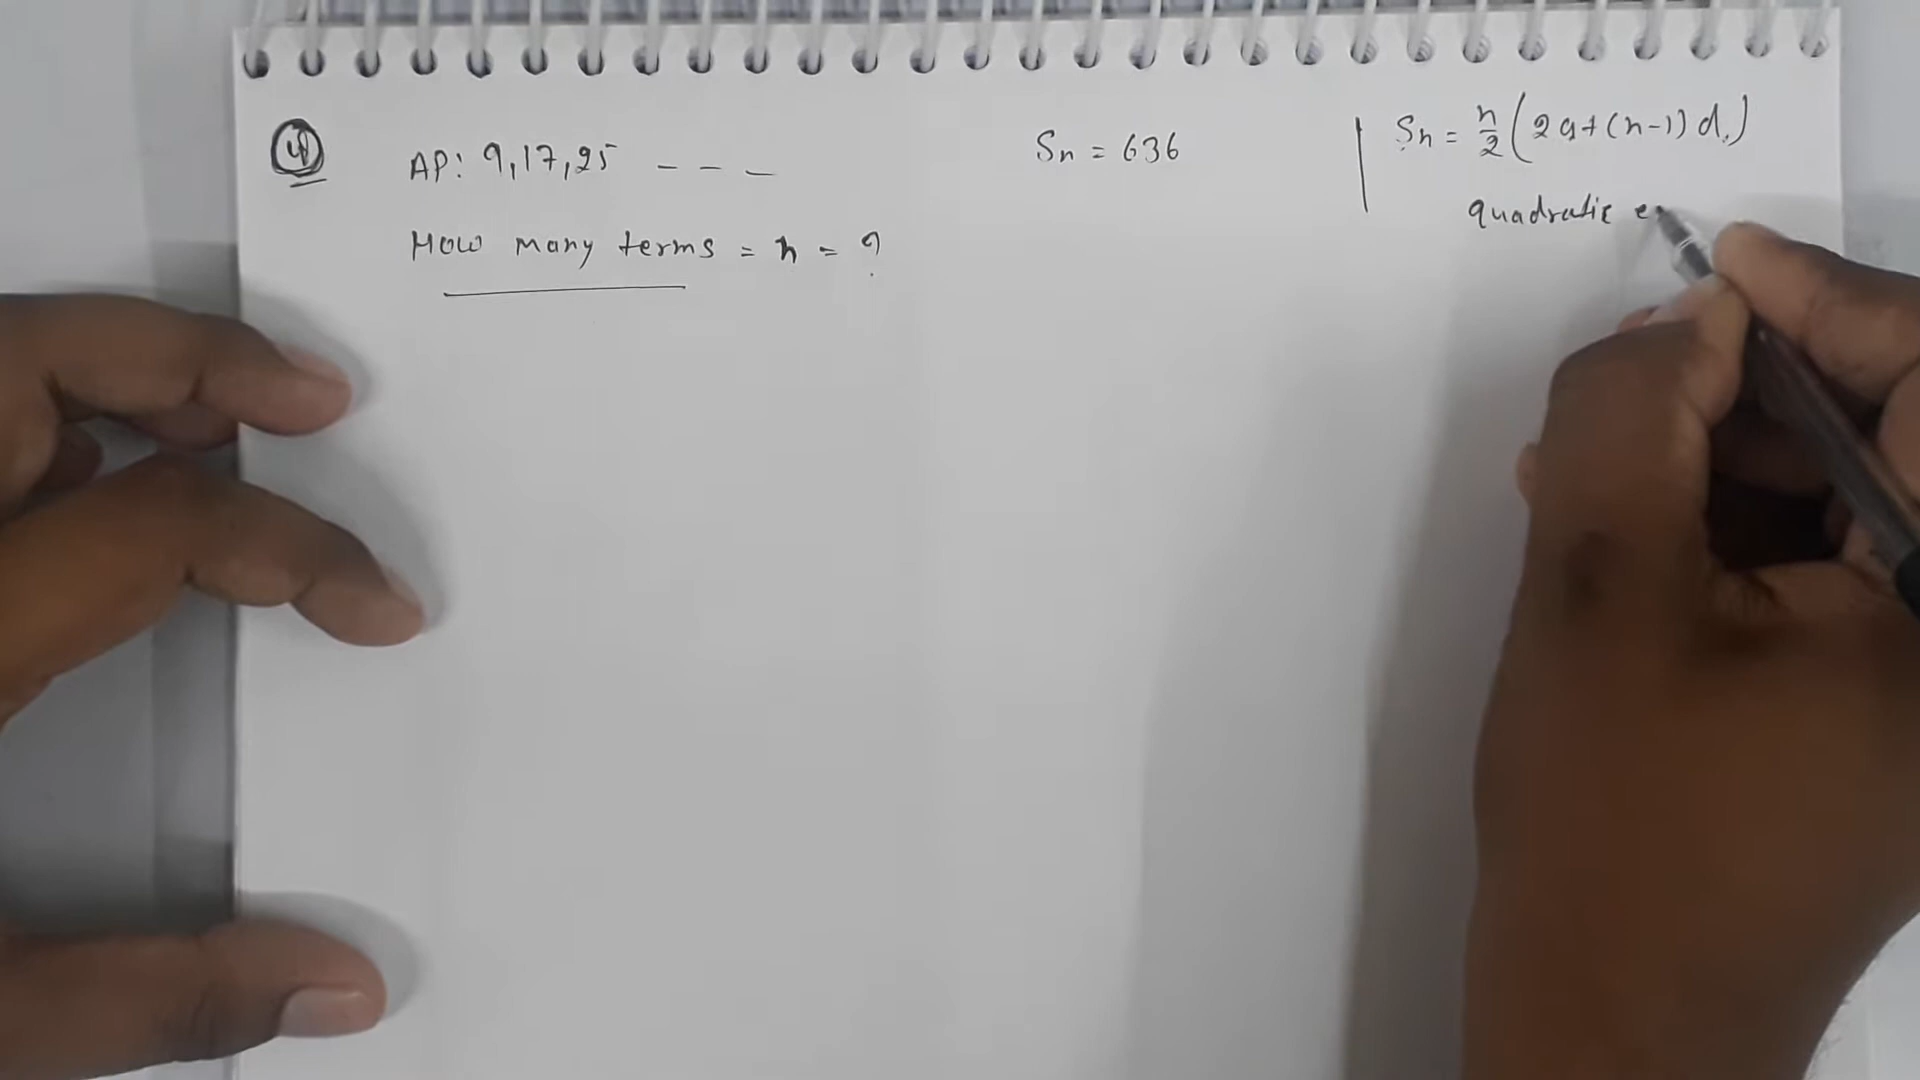 4
AP: 9, 17, 25 _ _ _
Sn = 636
Sn = n/2 (2a + (n-1) d.)
quadratic e
How many terms = n = ?